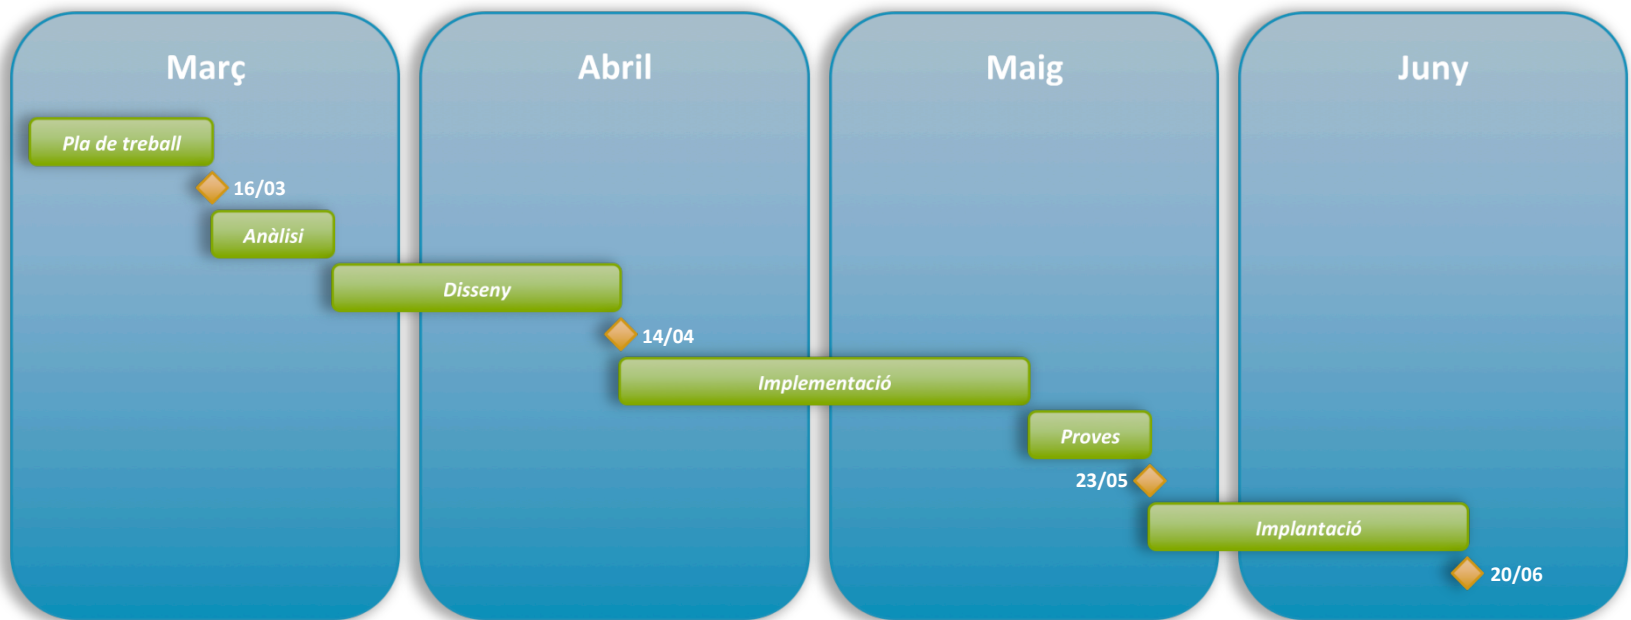 Març
Abril
Maig
Juny
Pla de treball
16/03
Anàlisi
Disseny
14/04
Implementació
Proves
23/05
Implantació
20/06